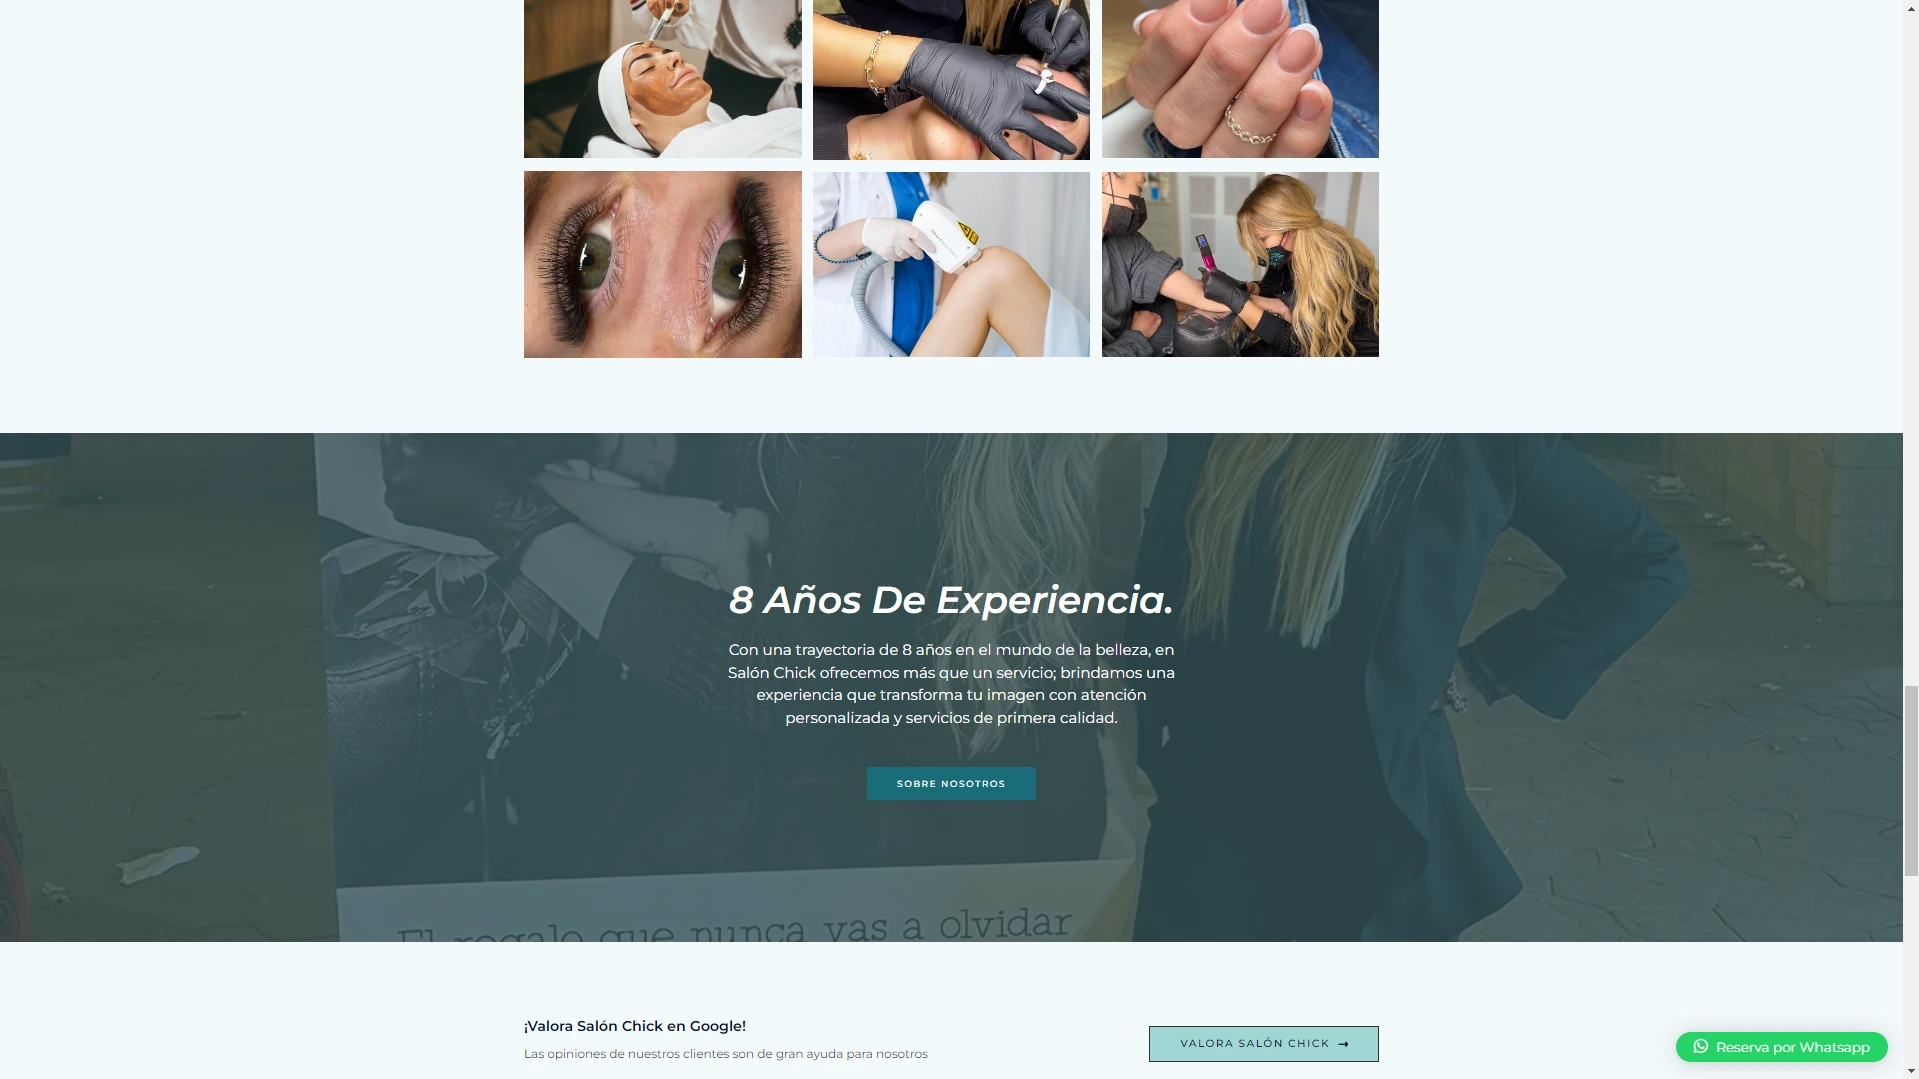 8 Años De Experiencia.
Con una trayectoria de 8 años en el mundo de la belleza, en
Salón Chick ofrecemos más que un servicio; brindamos una
experiencia que transforma tu imagen con atención
personalizada y servicios de primera calidad.
SOBRE NOSOTROS
El regalo que nunca vas a olvidar
¡Valora Salón Chick en Google!
Las opiniones de nuestros clientes son de gran ayuda para nosotros
VALORA SALÓN CHICK →
Reserva por Whatsapp